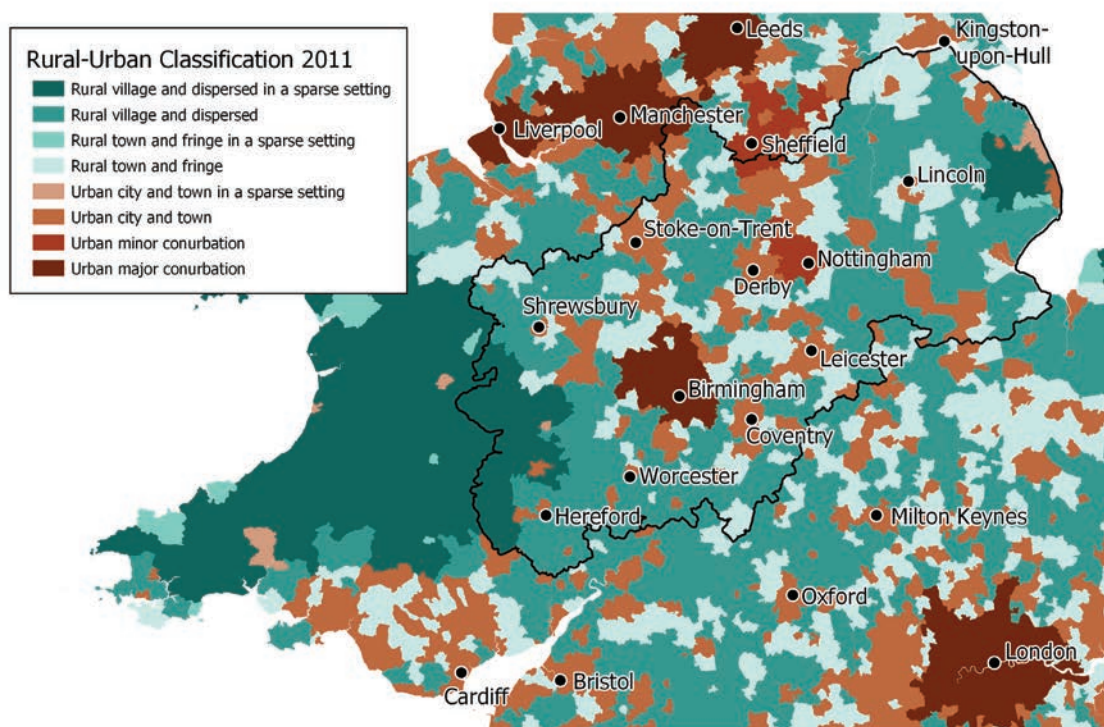 Rural-Urban Classification 2011
Rural village and dispersed in a sparse setting
Rural village and dispersed
Rural town and fringe in a sparse setting
Rural town and fringe
Urban city and town in a sparse setting
Urban city and town
Urban minor conurbation
Urban major conurbation
Leeds
Kingston-
upon-Hull
Manchester
Liverpool
Sheffield
Lincoln
Stoke-on-Trent
Nottingham
Derby
Shrewsbury
Leicester
Birmingham
Coventry
Worcester
Hereford
Milton Keynes
Oxford
London
Bristol
Cardiff